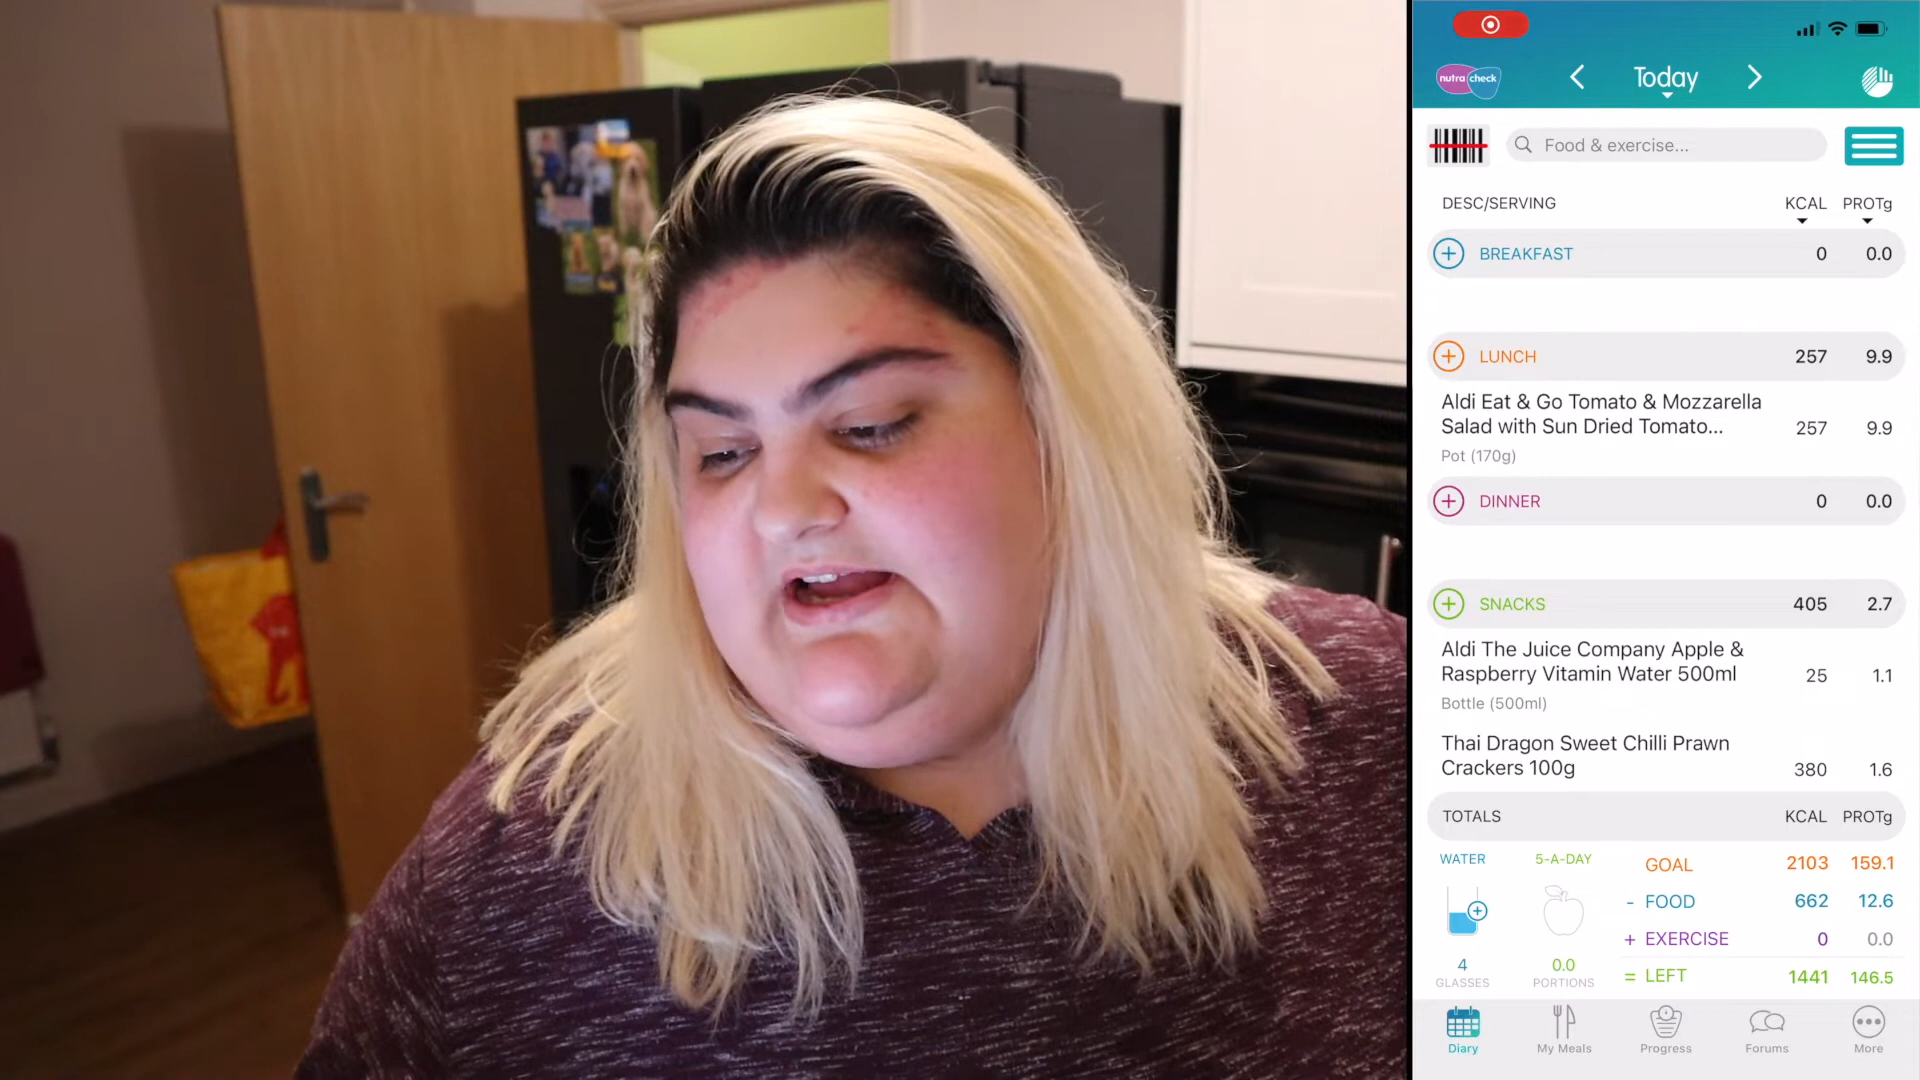 nutra check
Today
Food & exercise...
DESC/SERVING KCAL PROTg
BREAKFAST 0 0.0
LUNCH 257 9.9
Aldi Eat & Go Tomato & Mozzarella
Salad with Sun Dried Tomato... 257 9.9
Pot (170g)
DINNER 0 0.0
SNACKS 405 2.7
Aldi The Juice Company Apple &
Raspberry Vitamin Water 500ml 25 1.1
Bottle (500ml)
Thai Dragon Sweet Chilli Prawn
Crackers 100g 380 1.6
TOTALS KCAL PROTg
WATER 5-A-DAY GOAL 2103 159.1
- FOOD 662 12.6
+ EXERCISE 0 0.0
4 0.0 = LEFT 1441 146.5
GLASSES PORTIONS
Diary My Meals Progress Forums More